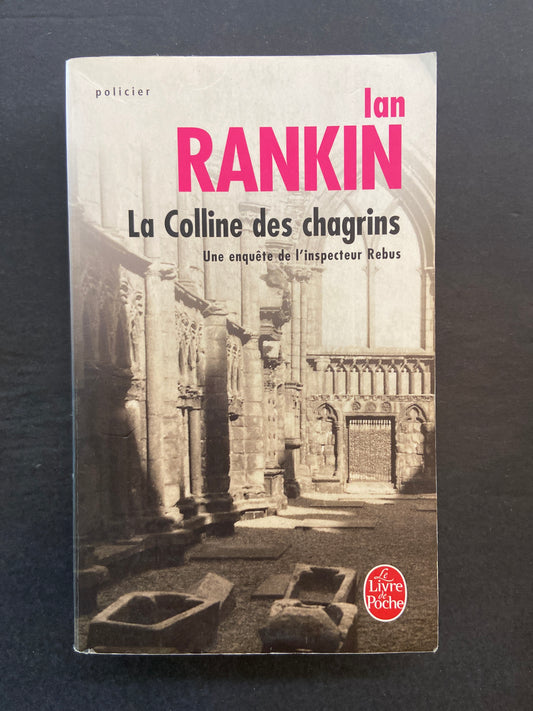 policier
Ian
RANKIN
La Colline des chagrins
Une enquête de l'inspecteur Rebus
Le
Livre
de
Poche